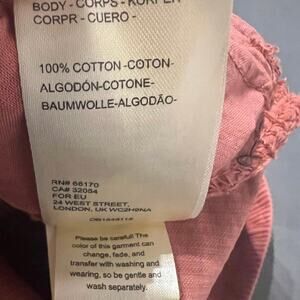 BODY - CORPS - KÖRPER
CORPR - CUERO -
100% COTTON -COTON-
ALGODÓN-COTONE-
BAUMWOLLE-ALGODÃO-
RN# 66170
CA# 32054
FOR EU
24 WEST STREET,
LONDON, UK WC2H9NA
Please be careful! The
color of this garment can
change, fade, and
transfer with washing and
wearing, so be gentle and
wash separately.